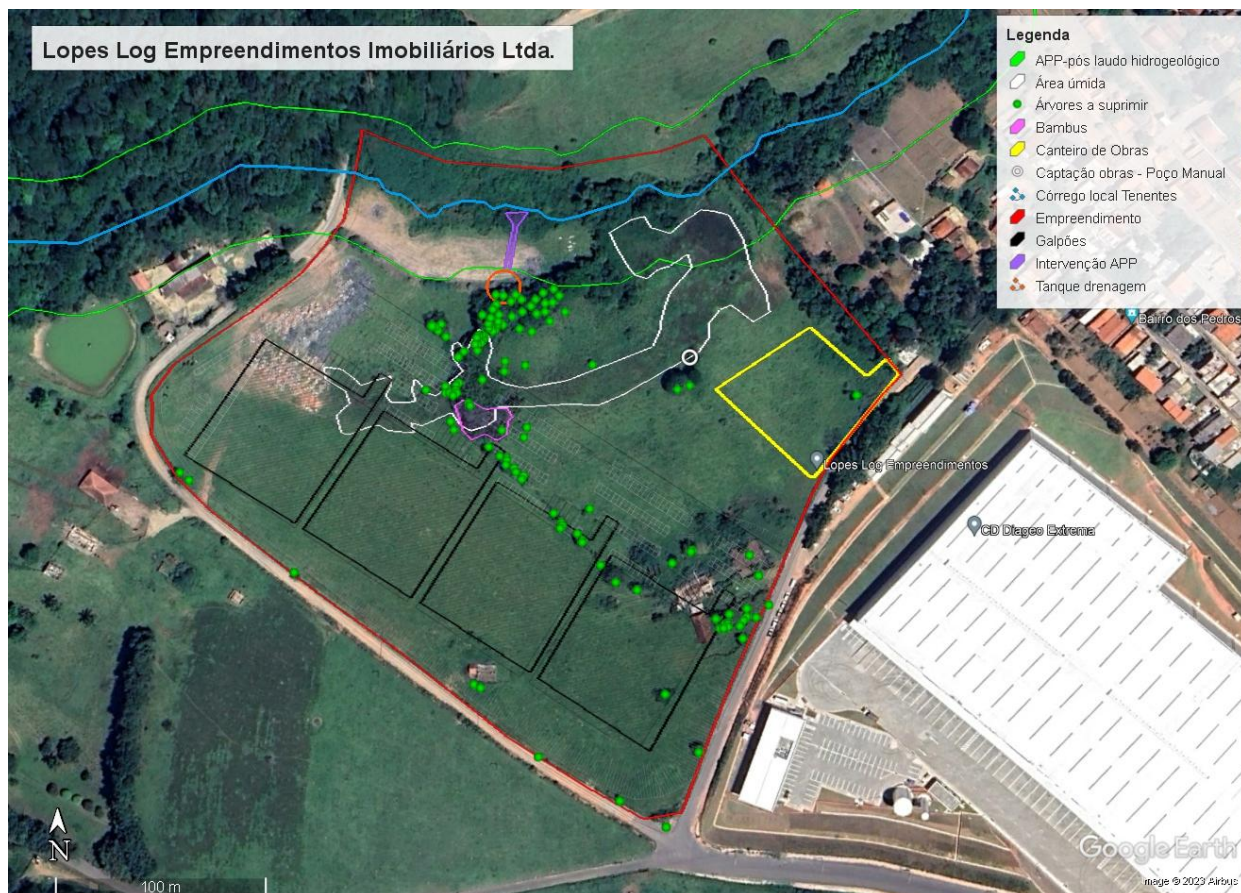 Lopes Log Empreendimentos Imobiliários Ltda.
Legenda
APP-pós laudo hidrogeológico
Área úmida
Árvores a suprimir
Bambus
Canteiro de Obras
Captação obras - Poço Manual
Córrego local Tenentes
Empreendimento
Galpões
Intervenção APP
Tanque drenagem
Bairro dos Pedros
Lopes Log Empreendimentos
CD Diageo Extrema
N
100 m
Google Earth
mage © 2023 Airbus